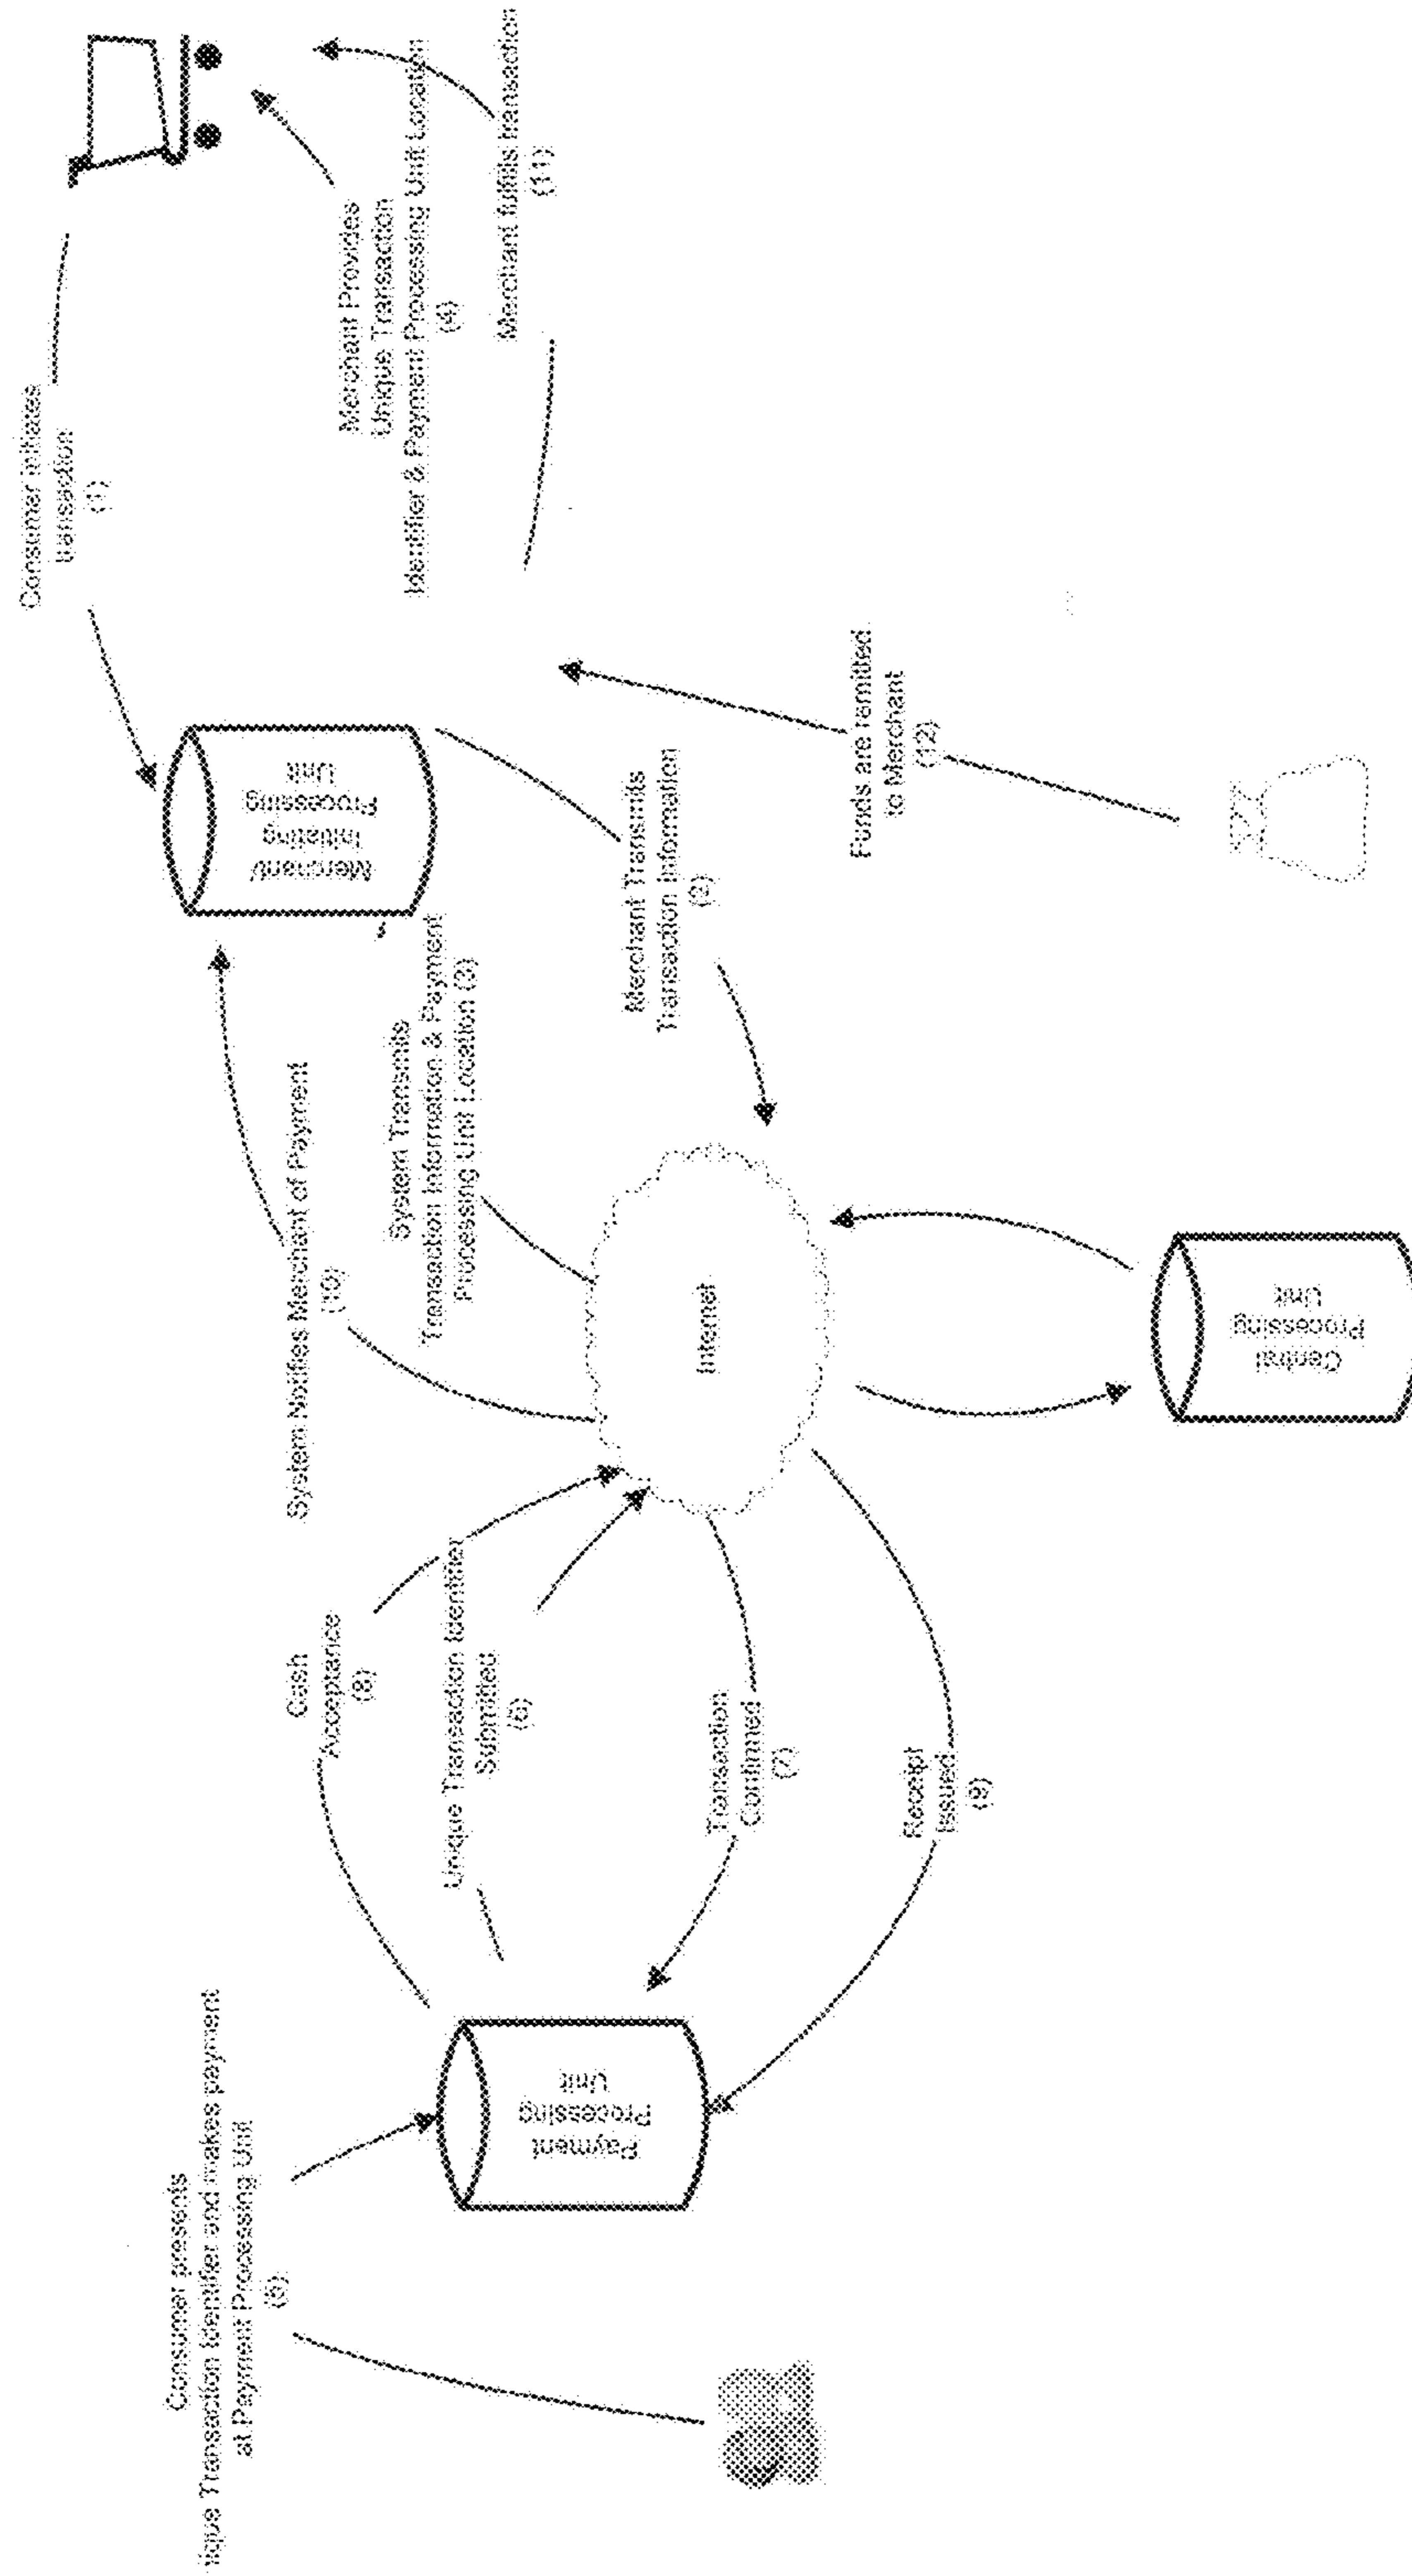 Consumer initiates
transaction
(1)
Merchant Provides
Unique Transaction
Identifier & Payment Processing Unit Location
(4)
Merchant fulfills transaction
(11)
Merchant/
Initiating
Processing
Unit
System Notifies Merchant of Payment
(10)
System Transmits
Transaction Information & Payment
Processing Unit Location (3)
Merchant Transmits
Transaction Information
(2)
Funds are remitted
to Merchant
(12)
Internet
Central
Processing
Unit
Cash
Acceptance
(8)
Unique Transaction Identifier
Submitted
(6)
Transaction
Confirmed
(7)
Receipt
Issued
(9)
Payment
Processing
Unit
Consumer presents
ique Transaction Identifier and makes payment
at Payment Processing Unit
(5)